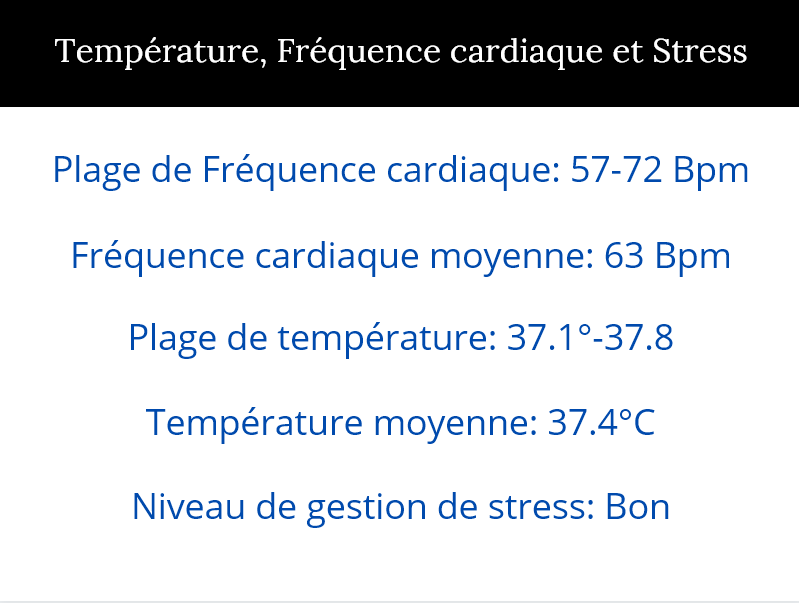 Température, Fréquence cardiaque et Stress
Plage de Fréquence cardiaque: 57-72 Bpm
Fréquence cardiaque moyenne: 63 Bpm
Plage de température: 37.1°-37.8
Température moyenne: 37.4°C
Niveau de gestion de stress: Bon